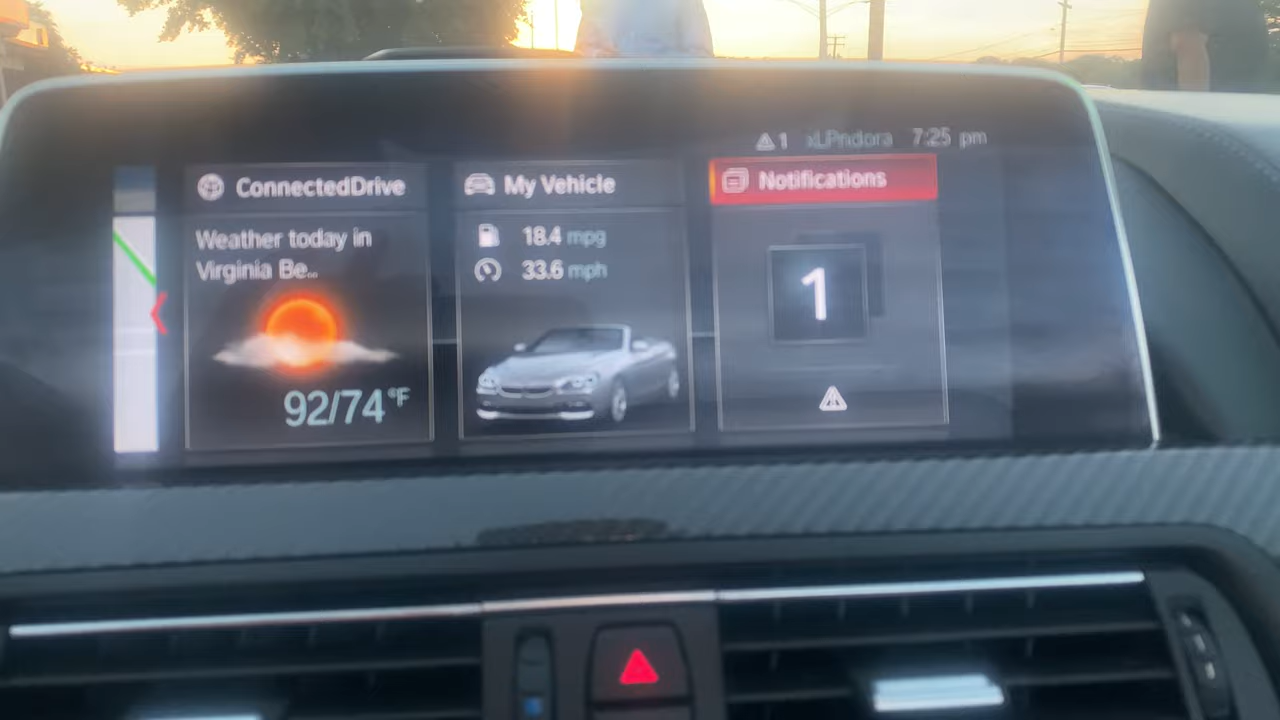 1 7:25 pm
ConnectedDrive
My Vehicle
Notifications
Weather today in
Virginia Be...
18.4 mpg
33.6 mph
1
92/74°F